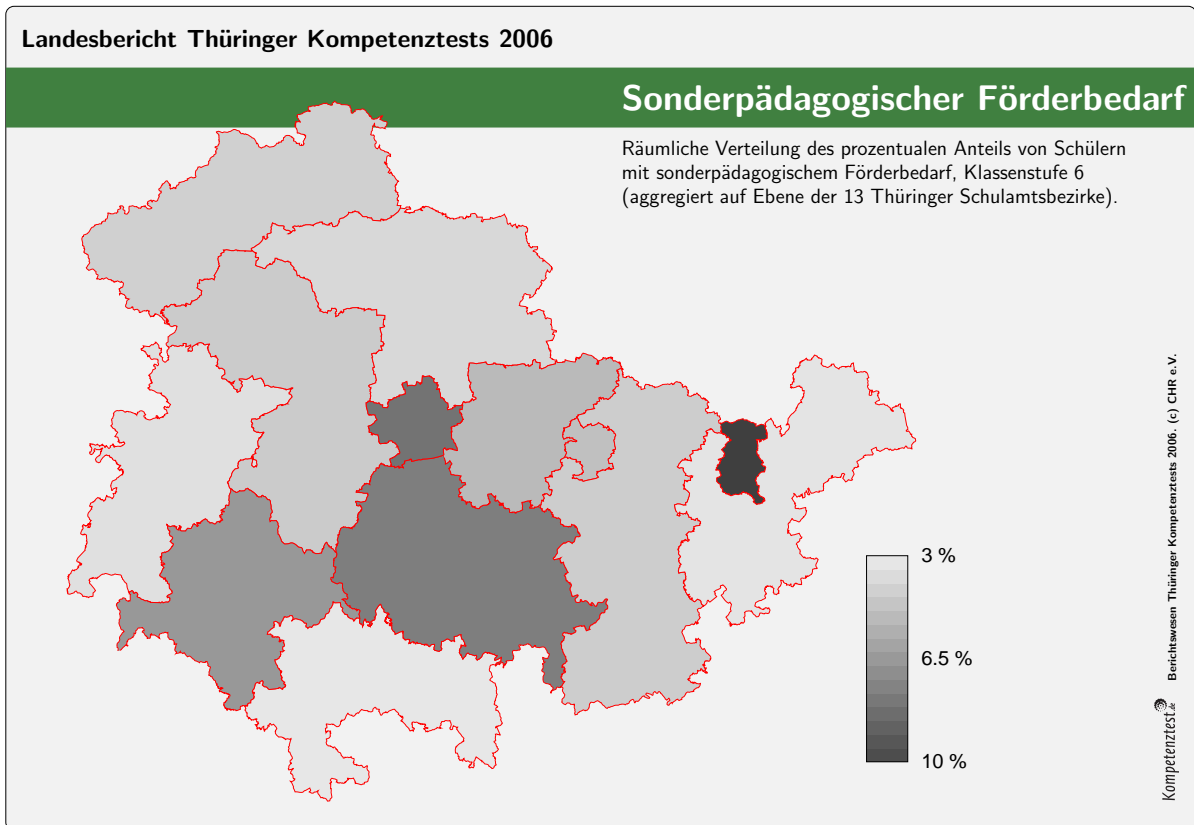 Landesbericht Thüringer Kompetenztests 2006
Sonderpädagogischer Förderbedarf
Räumliche Verteilung des prozentualen Anteils von Schülern
mit sonderpädagogischem Förderbedarf, Klassenstufe 6
(aggregiert auf Ebene der 13 Thüringer Schulamtsbezirke).
3 %
6.5 %
10 %
Kompetenztest.de
Berichtswesen Thüringer Kompetenztests 2006. (c) CHR e.V.